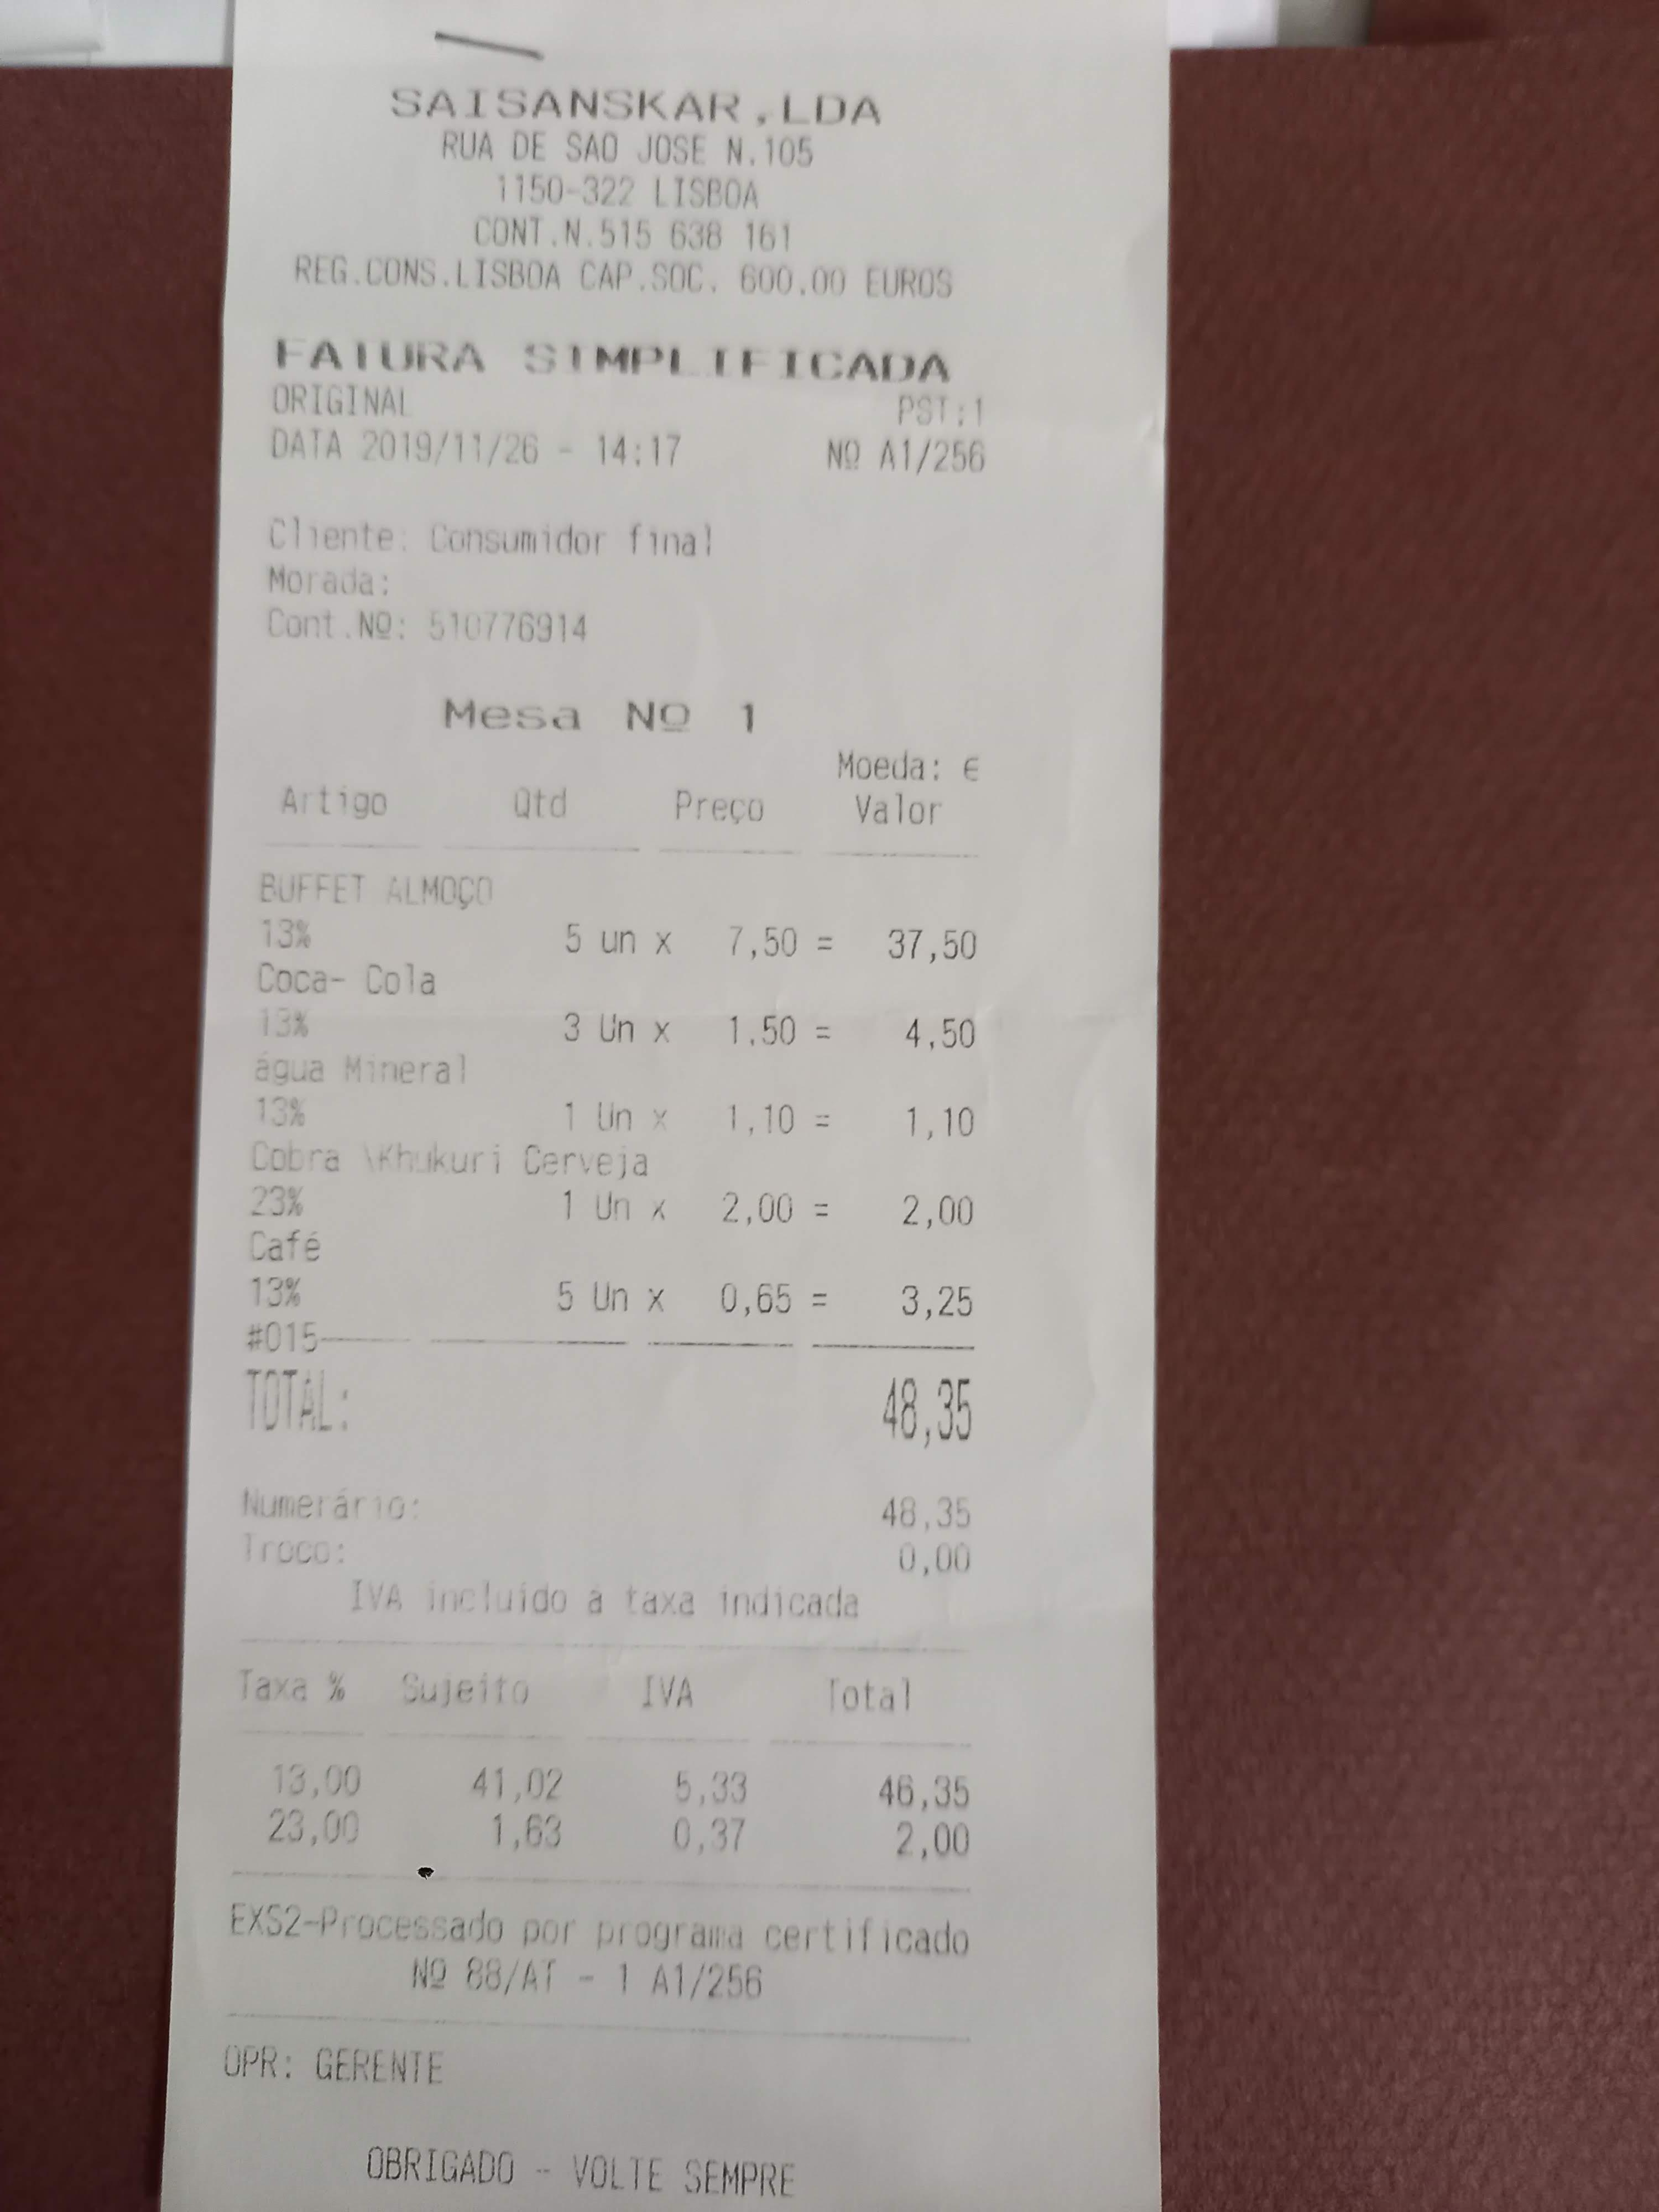 SAISANSKAR,LDA
RUA DE SAO JOSE N.105
1150-322 LISBOA
CONT.N.515 638 161
REG.CONS.LISBOA CAP.SOC. 600.00 EUROS
FATURA SIMPLIFICADA
ORIGINAL PST:1
DATA 2019/11/26 - 14:17 Nº A1/256
Cliente: Consumidor final
Morada:
Cont.Nº: 510776914
Mesa Nº 1
Moeda: €
Artigo Qtd Preço Valor
BUFFET ALMOÇO
13% 5 un x 7,50 = 37,50
Coca- Cola
13% 3 Un x 1,50 = 4,50
água Mineral
13% 1 Un x 1,10 = 1,10
Cobra \Khukuri Cerveja
23% 1 Un x 2,00 = 2,00
Café
13% 5 Un x 0,65 = 3,25
#015
TOTAL: 48,35
Numerário: 48,35
Troco: 0,00
IVA incluído à taxa indicada
Taxa % Sujeito IVA Total
13,00 41,02 5,33 46,35
23,00 1,63 0,37 2,00
EXS2-Processado por programa certificado
Nº 88/AT - 1 A1/256
OPR: GERENTE
OBRIGADO - VOLTE SEMPRE